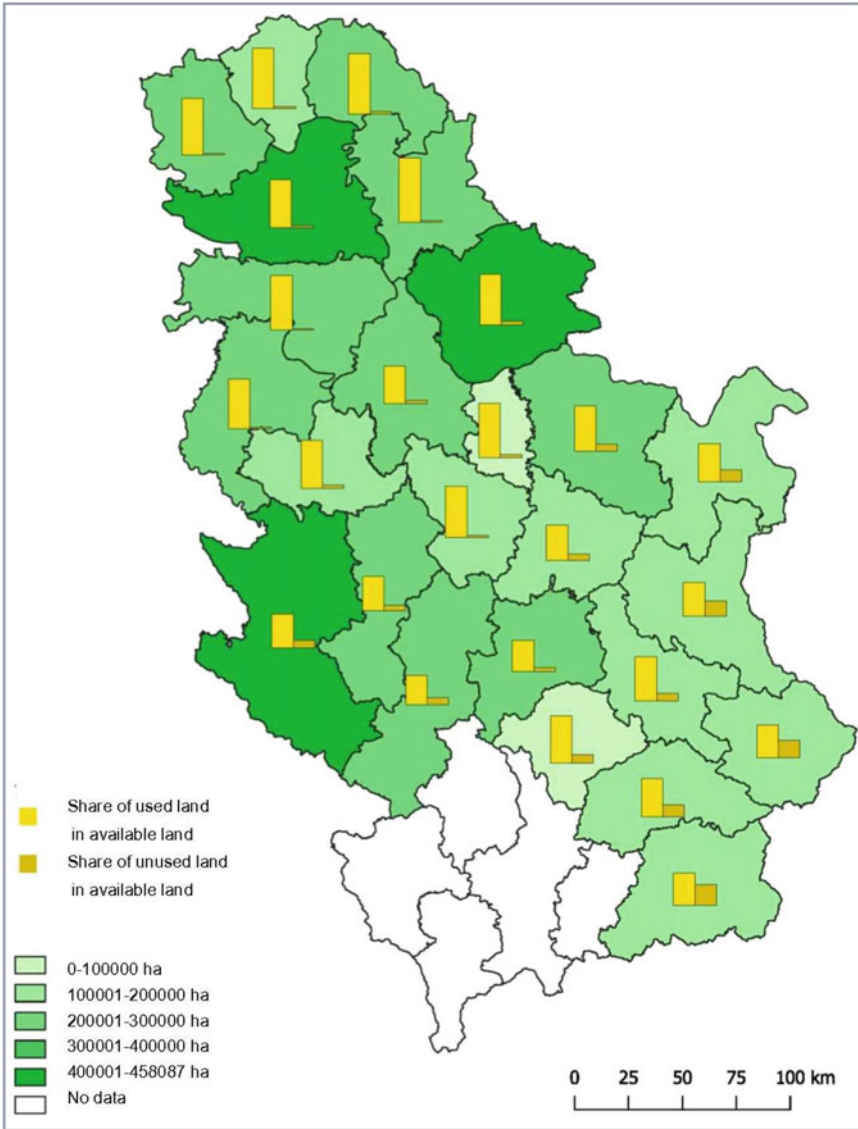 Share of used land
in available land
Share of unused land
in available land
0-100000 ha
100001-200000 ha
200001-300000 ha
300001-400000 ha
400001-458087 ha
No data
0 25 50 75 100 km